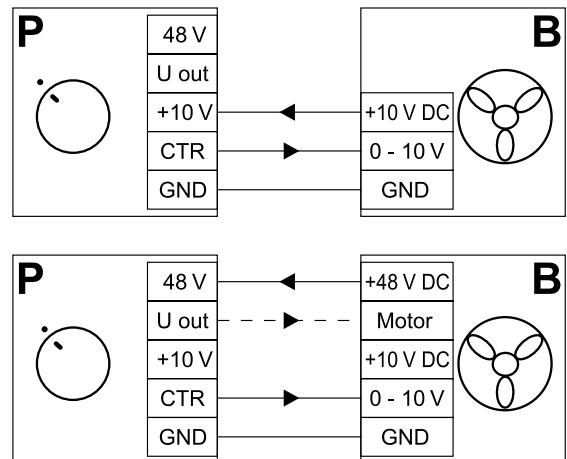 P
48 V
B
U out
+10 V
+10 V DC
CTR
0 - 10 V
GND
GND
P
48 V
+48 V DC
B
U out
Motor
+10 V
+10 V DC
CTR
0 - 10 V
GND
GND